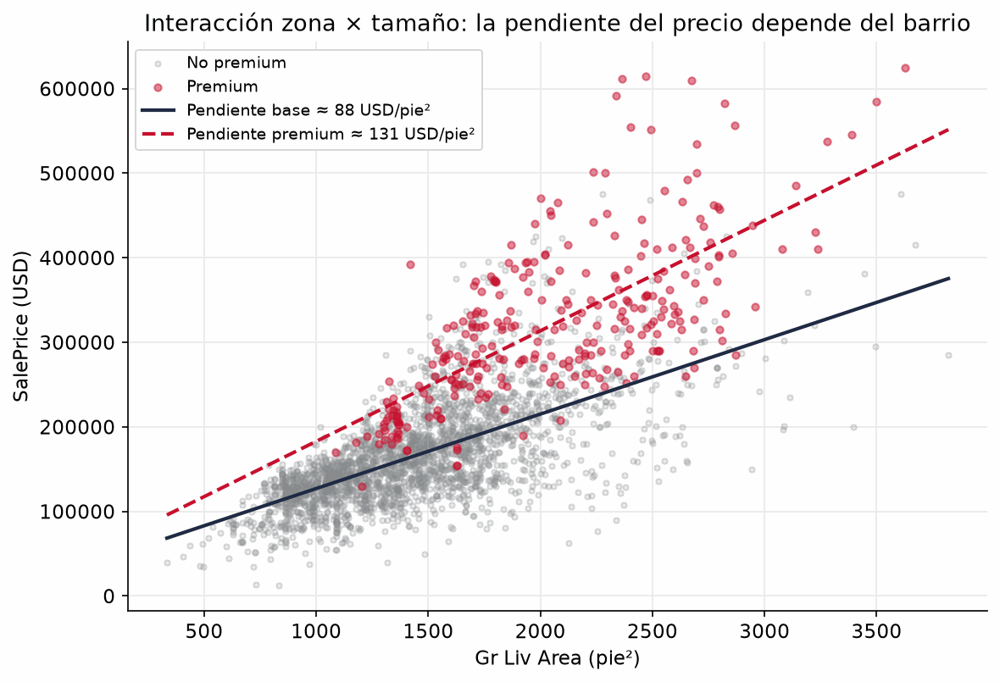 Interacción zona × tamaño: la pendiente del precio depende del barrio
No premium
Premium
Pendiente base ≈ 88 USD/pie²
Pendiente premium ≈ 131 USD/pie²
SalePrice (USD)
600000
500000
400000
300000
200000
100000
0
500 1000 1500 2000 2500 3000 3500
Gr Liv Area (pie²)